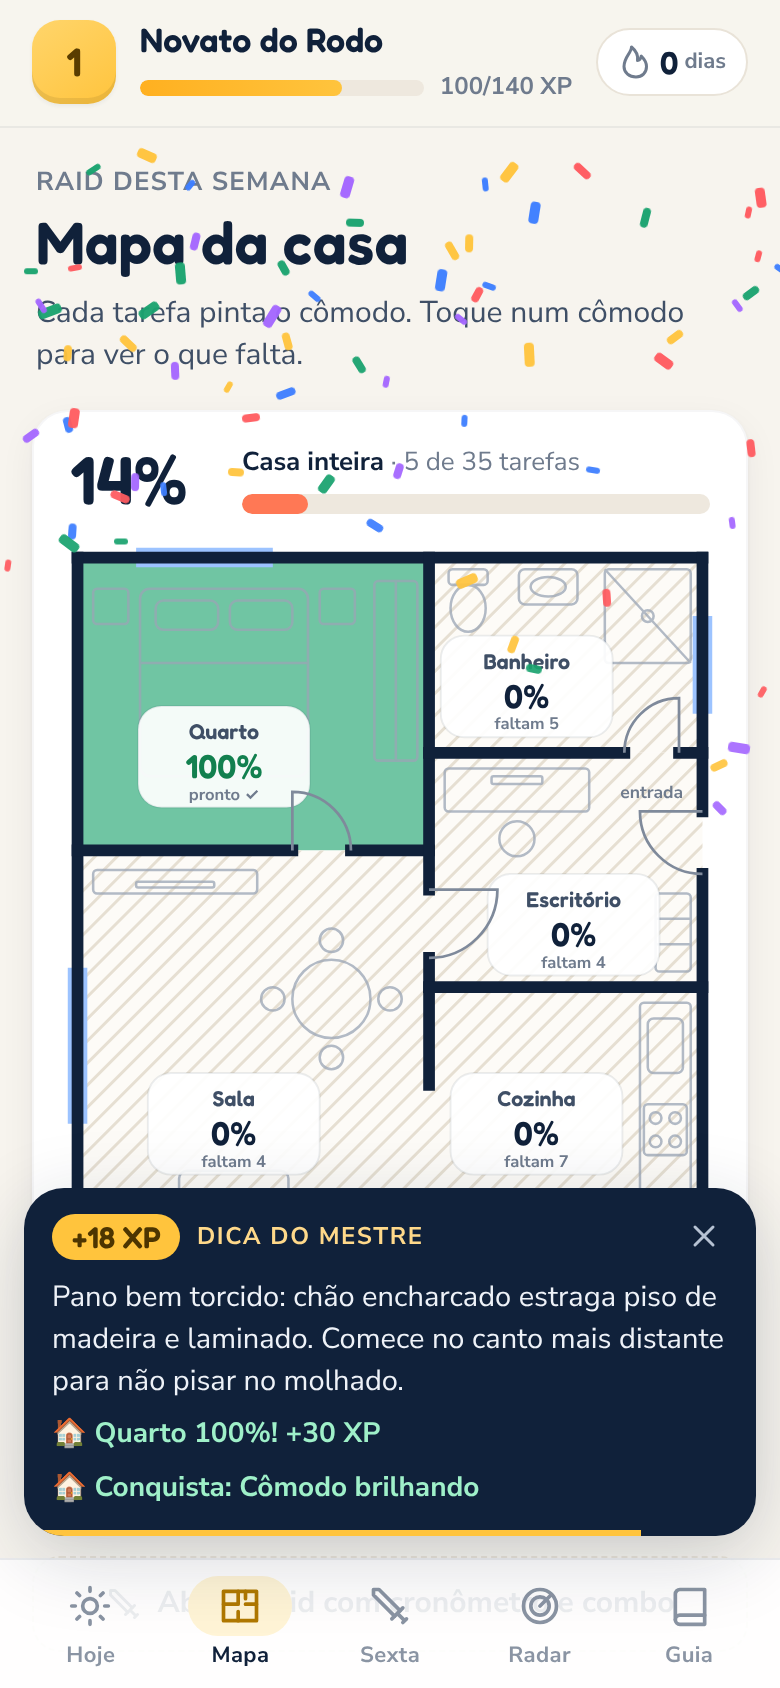 1
Novato do Rodo
100/140 XP
0 dias
RAID DESTA SEMANA
Mapa da casa
Cada tarefa pinta o cômodo. Toque num cômodo
para ver o que falta.
14%
Casa inteira · 5 de 35 tarefas
Quarto
100%
pronto ✓
Banheiro
0%
faltam 5
entrada
Escritório
0%
faltam 4
Sala
0%
faltam 4
Cozinha
0%
faltam 7
+18 XP
DICA DO MESTRE
Pano bem torcido: chão encharcado estraga piso de
madeira e laminado. Comece no canto mais distante
para não pisar no molhado.
🏠 Quarto 100%! +30 XP
🏠 Conquista: Cômodo brilhando
combo
Hoje
Mapa
Sexta
Radar
Guia